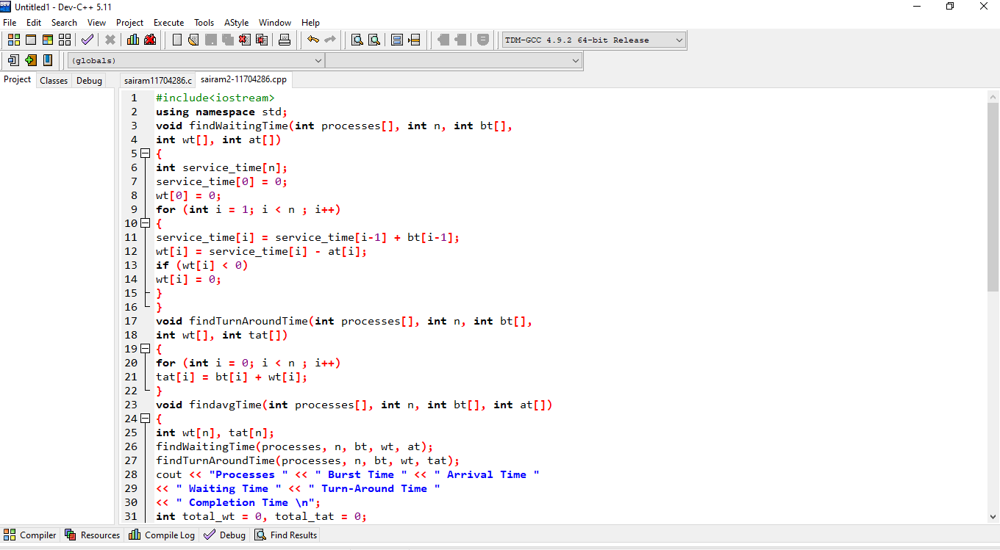 Untitled1 - Dev-C++ 5.11
File Edit Search View Project Execute Tools AStyle Window Help
TDM-GCC 4.9.2 64-bit Release
(globals)
Project Classes Debug sairam11704286.c sairam2-11704286.cpp
1 #include<iostream>
2 using namespace std;
3 void findWaitingTime(int processes[], int n, int bt[],
4 int wt[], int at[])
5 {
6 int service_time[n];
7 service_time[0] = 0;
8 wt[0] = 0;
9 for (int i = 1; i < n ; i++)
10 {
11 service_time[i] = service_time[i-1] + bt[i-1];
12 wt[i] = service_time[i] - at[i];
13 if (wt[i] < 0)
14 wt[i] = 0;
15 }
16 }
17 void findTurnAroundTime(int processes[], int n, int bt[],
18 int wt[], int tat[])
19 {
20 for (int i = 0; i < n ; i++)
21 tat[i] = bt[i] + wt[i];
22 }
23 void findavgTime(int processes[], int n, int bt[], int at[])
24 {
25 int wt[n], tat[n];
26 findWaitingTime(processes, n, bt, wt, at);
27 findTurnAroundTime(processes, n, bt, wt, tat);
28 cout << "Processes " << " Burst Time " << " Arrival Time "
29 << " Waiting Time " << " Turn-Around Time "
30 << " Completion Time \n";
31 int total_wt = 0, total_tat = 0;
Compiler Resources Compile Log Debug Find Results